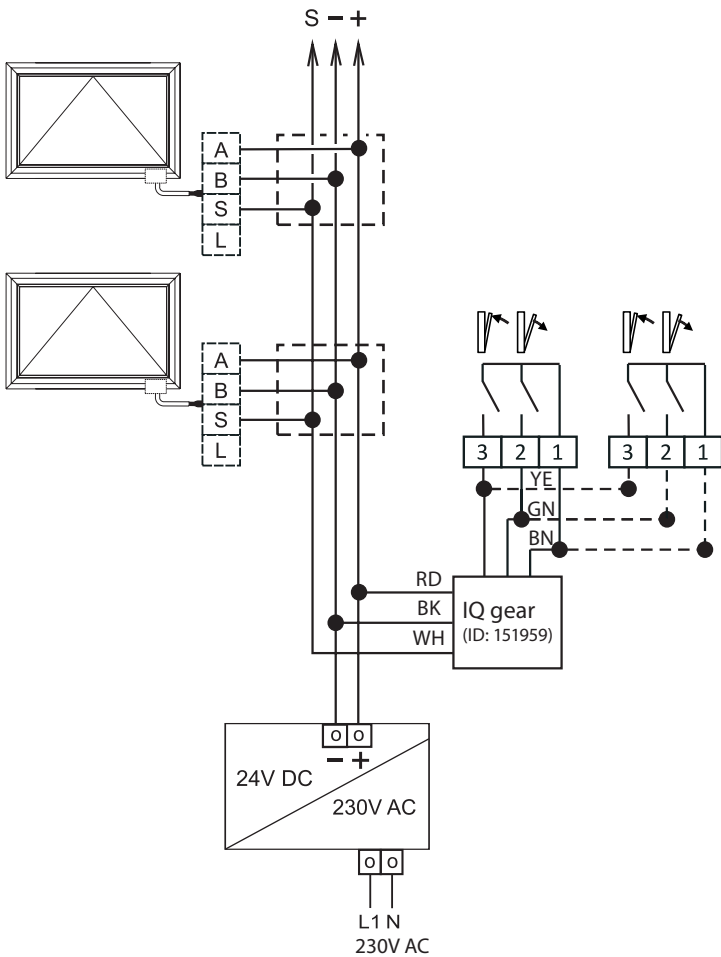 S − +
A
B
S
L
A
B
S
L
3 2 1
3 2 1
YE
GN
BN
RD
BK
WH
IQ gear
(ID: 151959)
o o
− +
24V DC
230V AC
o o
L1 N
230V AC